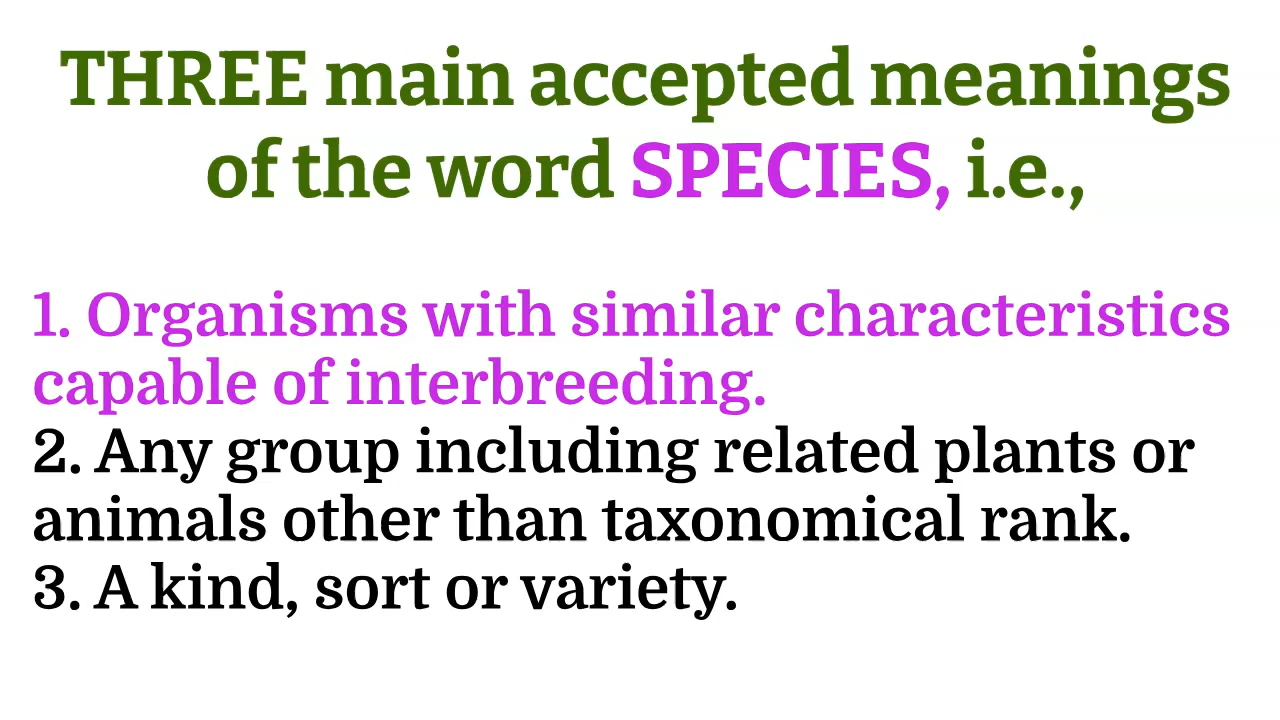 THREE main accepted meanings
of the word SPECIES, i.e.,
1. Organisms with similar characteristics
capable of interbreeding.
2. Any group including related plants or
animals other than taxonomical rank.
3. A kind, sort or variety.